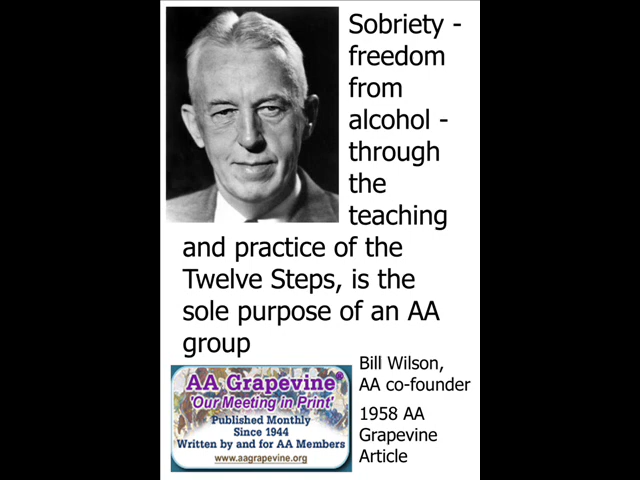 Sobriety -
freedom
from
alcohol -
through
the
teaching
and practice of the
Twelve Steps, is the
sole purpose of an AA
group
Bill Wilson,
AA co-founder
1958 AA
Grapevine
Article
AA Grapevine®
'Our Meeting in Print'
Published Monthly
Since 1944
Written by and for AA Members
www.aagrapevine.org